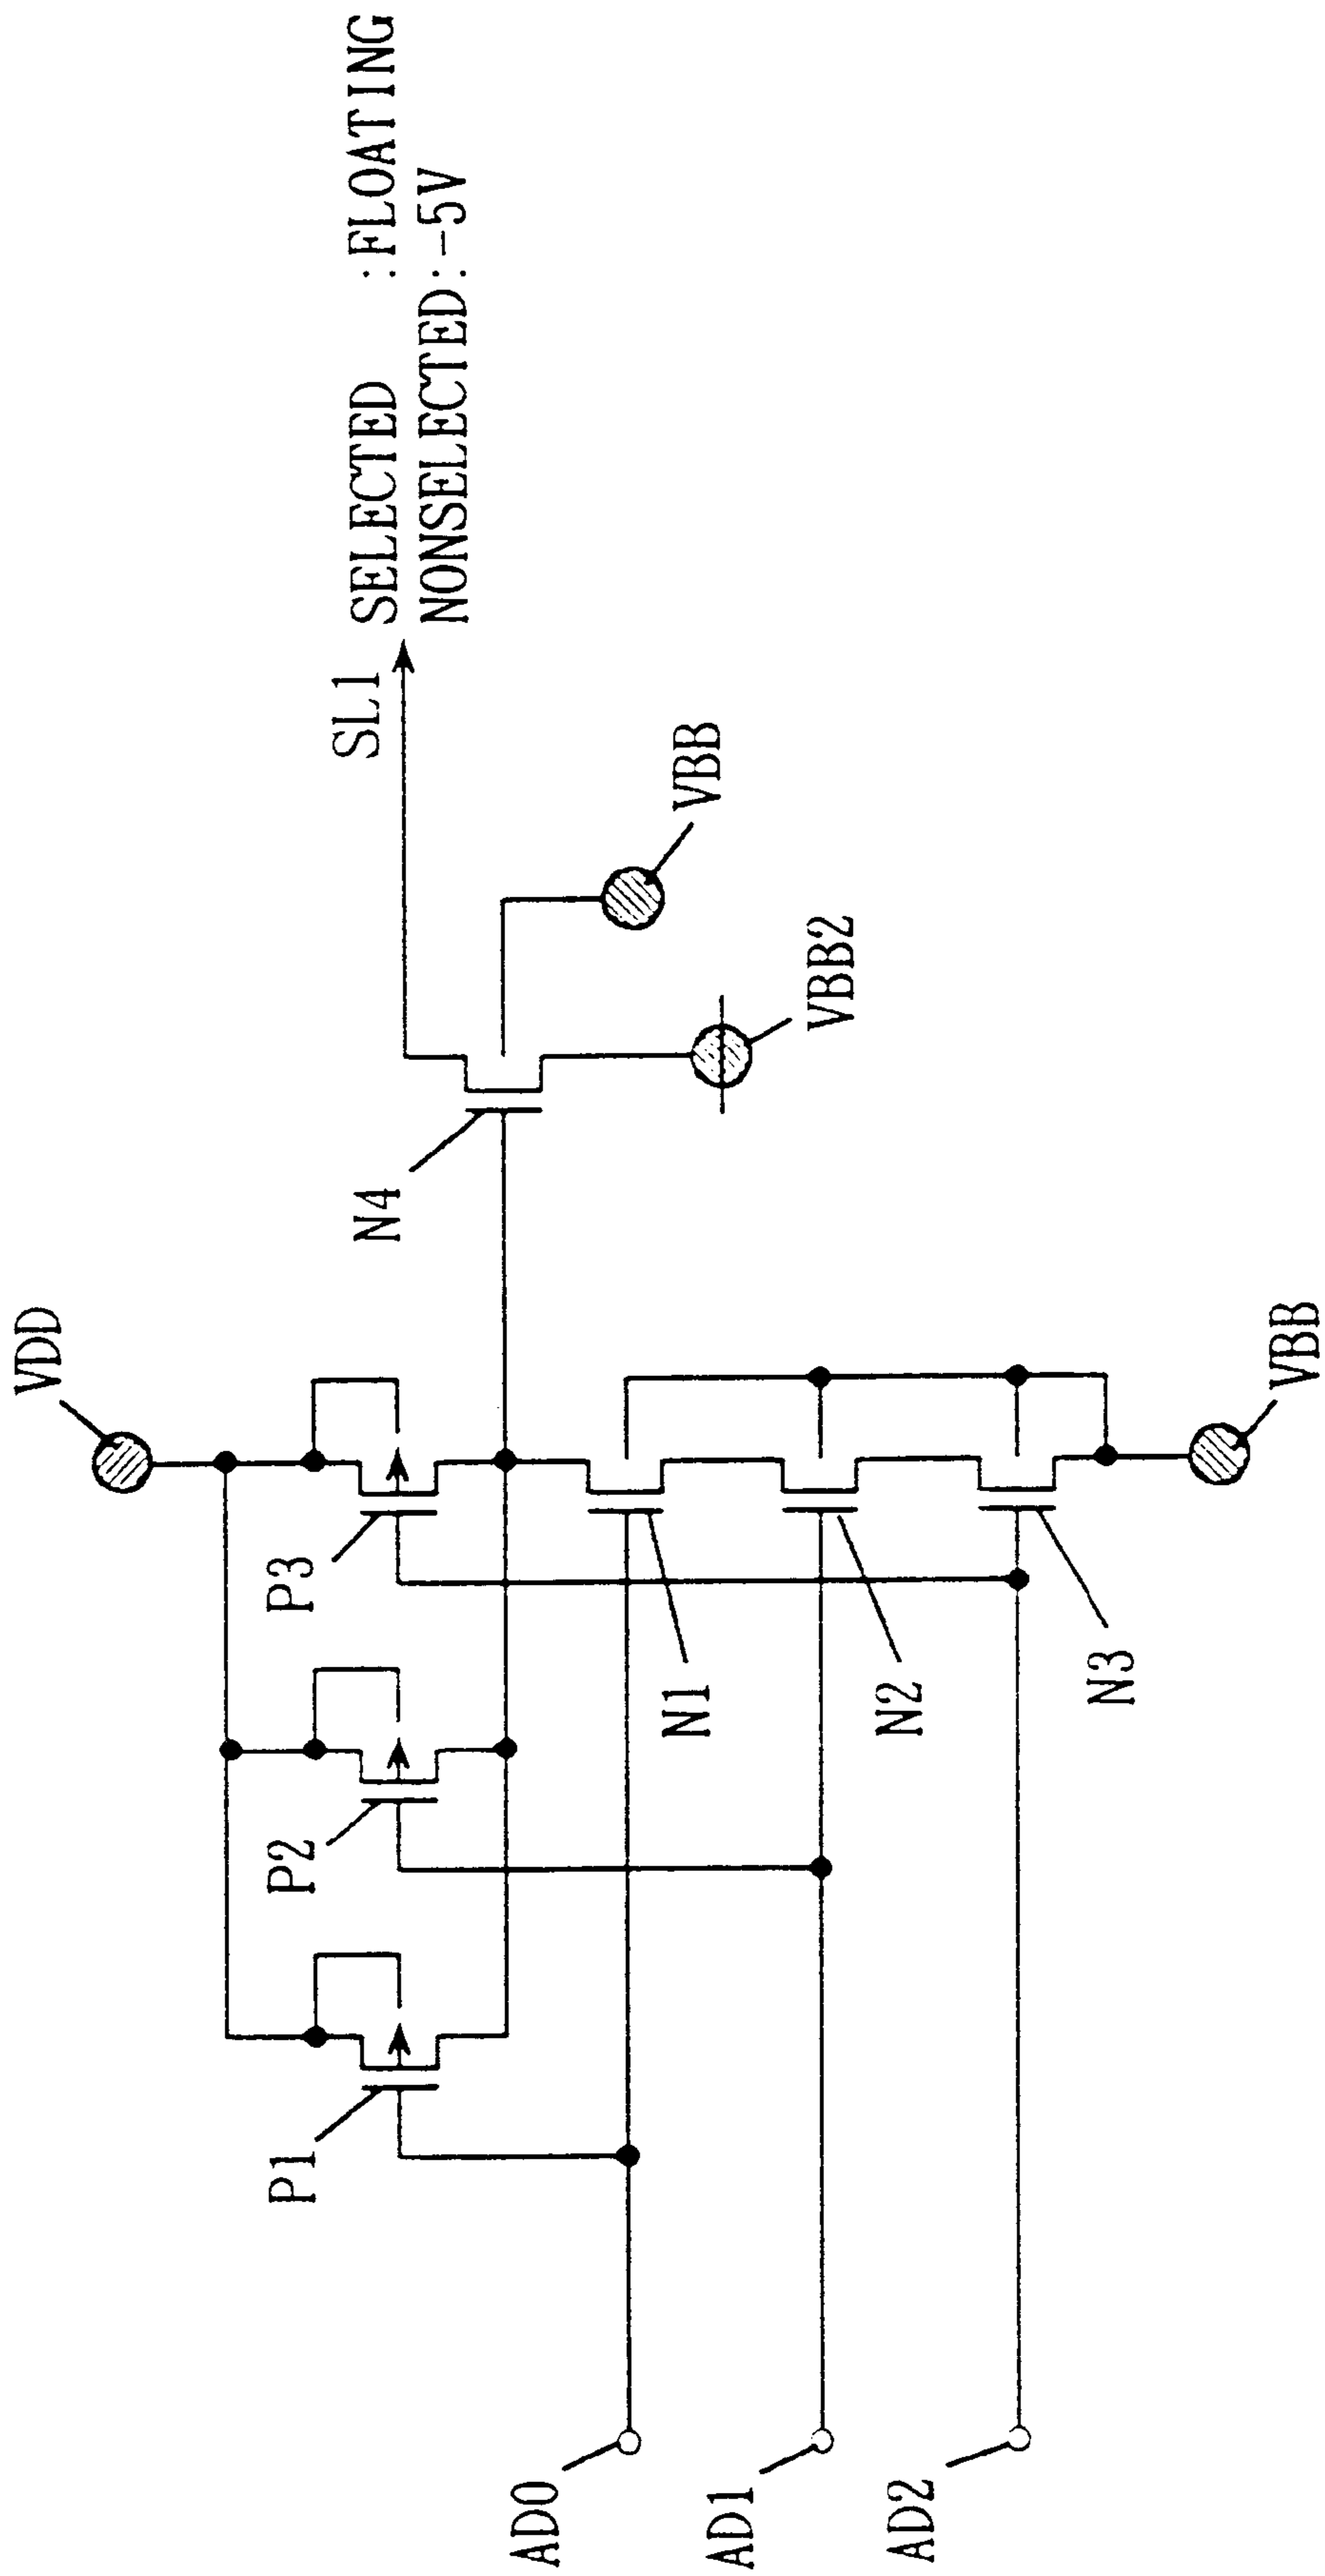 VDD
P1
P2
P3
N4
SL1
SELECTED :FLOATING
NONSELECTED:-5V
VBB
VBB2
N1
N2
N3
VBB
AD0
AD1
AD2